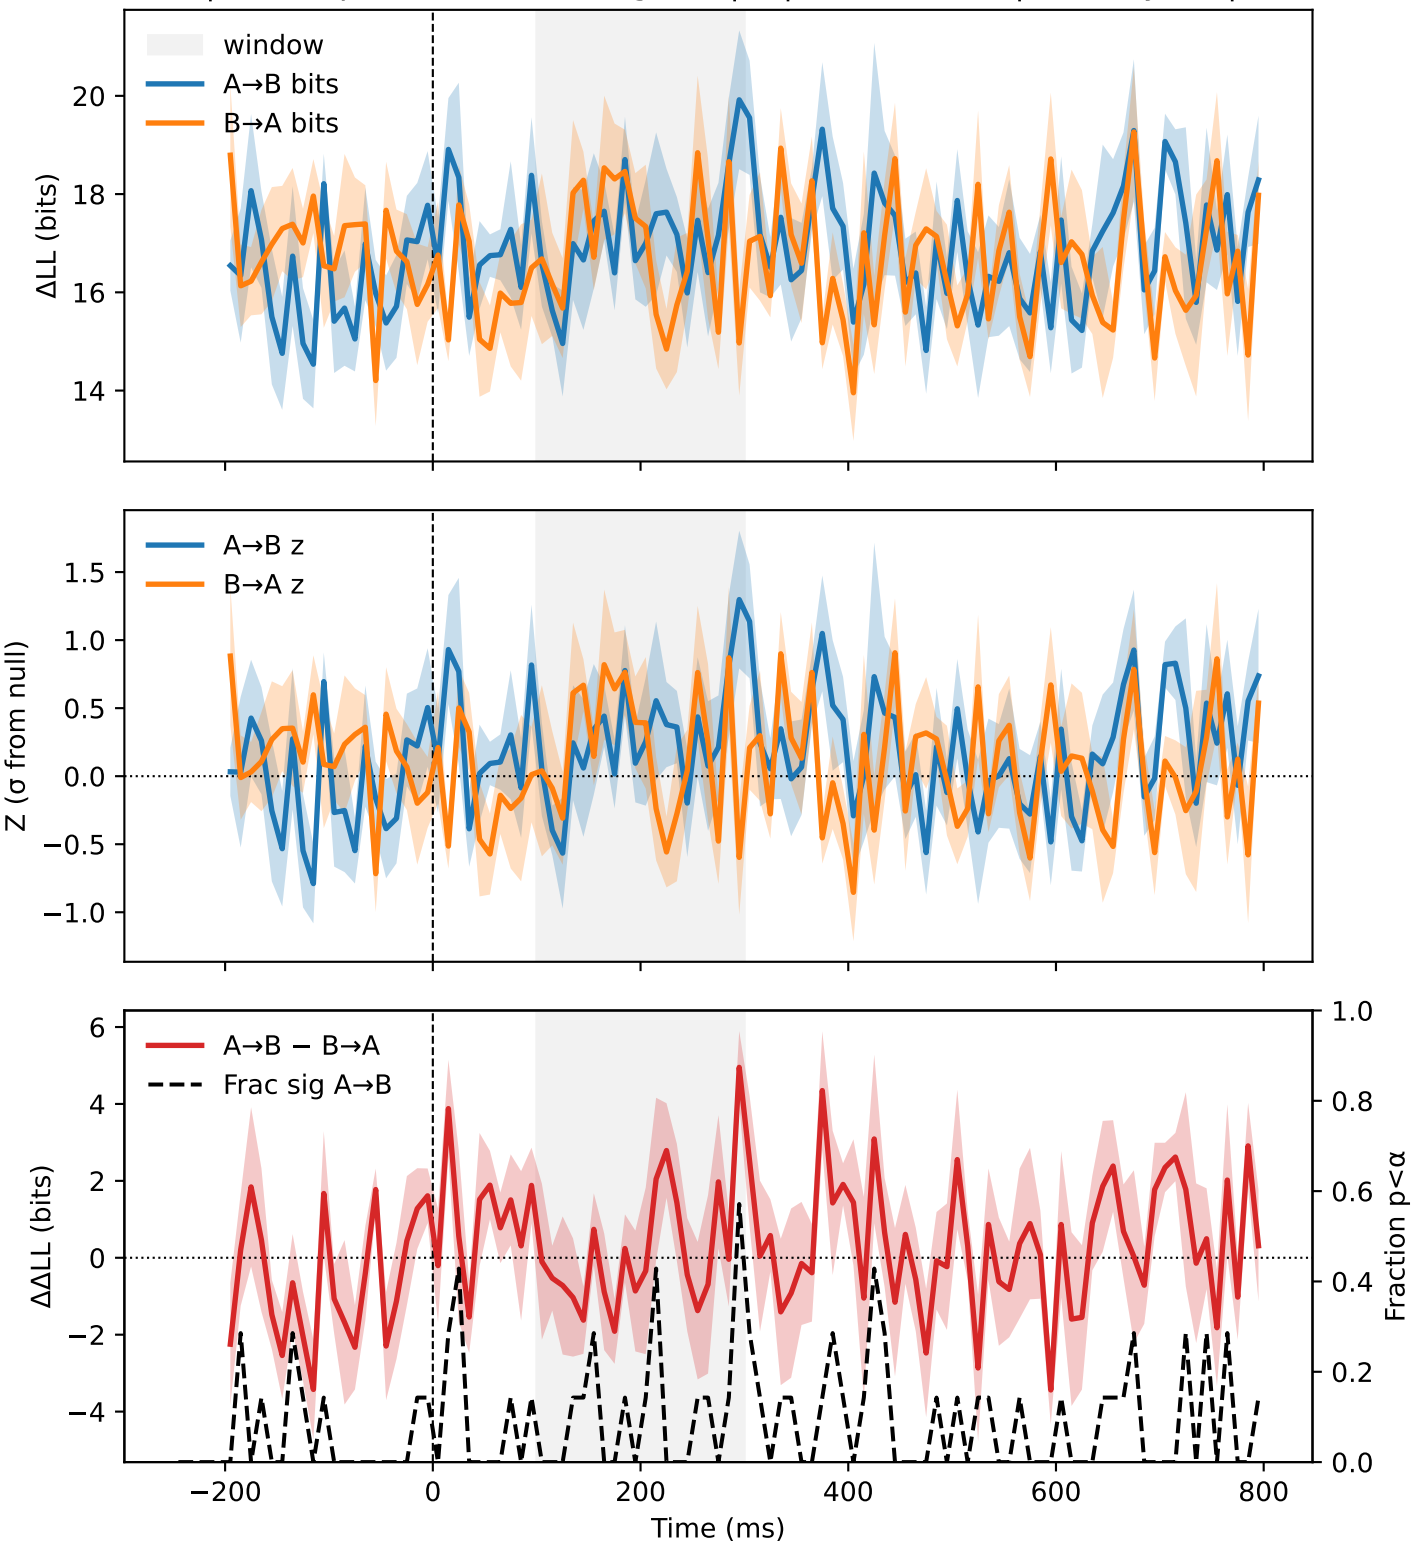 window
A→B bits
B→A bits
20
18
16
14
ΔLL (bits)
A→B z
B→A z
1.5
1.0
0.5
0.0
−0.5
−1.0
Z (σ from null)
A→B − B→A
Frac sig A→B
6
4
2
0
−2
−4
ΔΔLL (bits)
1.0
0.8
0.6
0.4
0.2
0.0
Fraction p<α
−200 0 200 400 600 800
Time (ms)